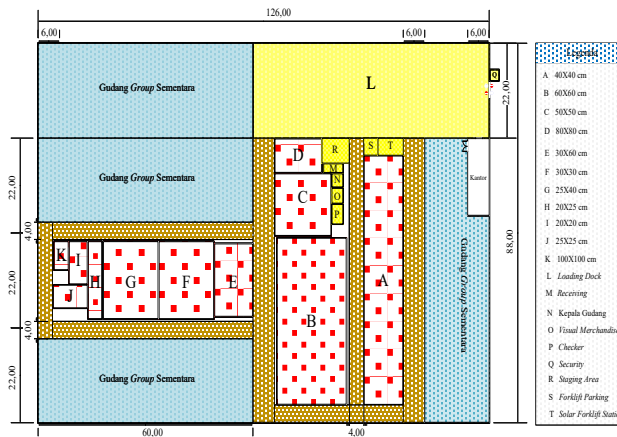 126,00
6,00
6,00
6,00
Gudang Group Sementara
L
Q
22,00
Gudang Group Sementara
D
R
S
T
M
N
O
P
C
Kantor
22,00
4,00
88,00
K
I
J
H
G
F
E
B
A
Gudang Group Sementara
22,00
4,00
Gudang Group Sementara
22,00
60,00
4,00
Legenda
A 40X40 cm
B 60X60 cm
C 50X50 cm
D 80X80 cm
E 30X60 cm
F 30X30 cm
G 25X40 cm
H 20X25 cm
I 20X20 cm
J 25X25 cm
K 100X100 cm
L Loading Dock
M Receiving
N Kepala Gudang
O Visual Merchandise
P Checker
Q Security
R Staging Area
S Forklift Parking
T Solar Forklift Stati